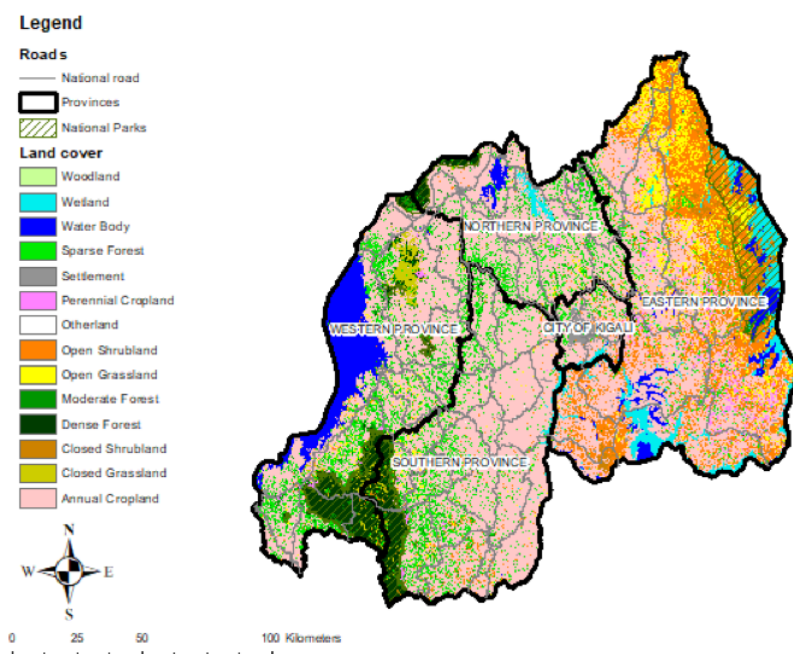 Legend
Roads
National road
Provinces
National Parks
Land cover
Woodland
Wetland
Water Body
Sparse Forest
Settlement
Perennial Cropland
Otherland
Open Shrubland
Open Grassland
Moderate Forest
Dense Forest
Closed Shrubland
Closed Grassland
Annual Cropland
N
W E
S
0 25 50 100 Kilometers
NORTHERN PROVINCE
EASTERN PROVINCE
WESTERN PROVINCE
CITY OF KIGALI
SOUTHERN PROVINCE